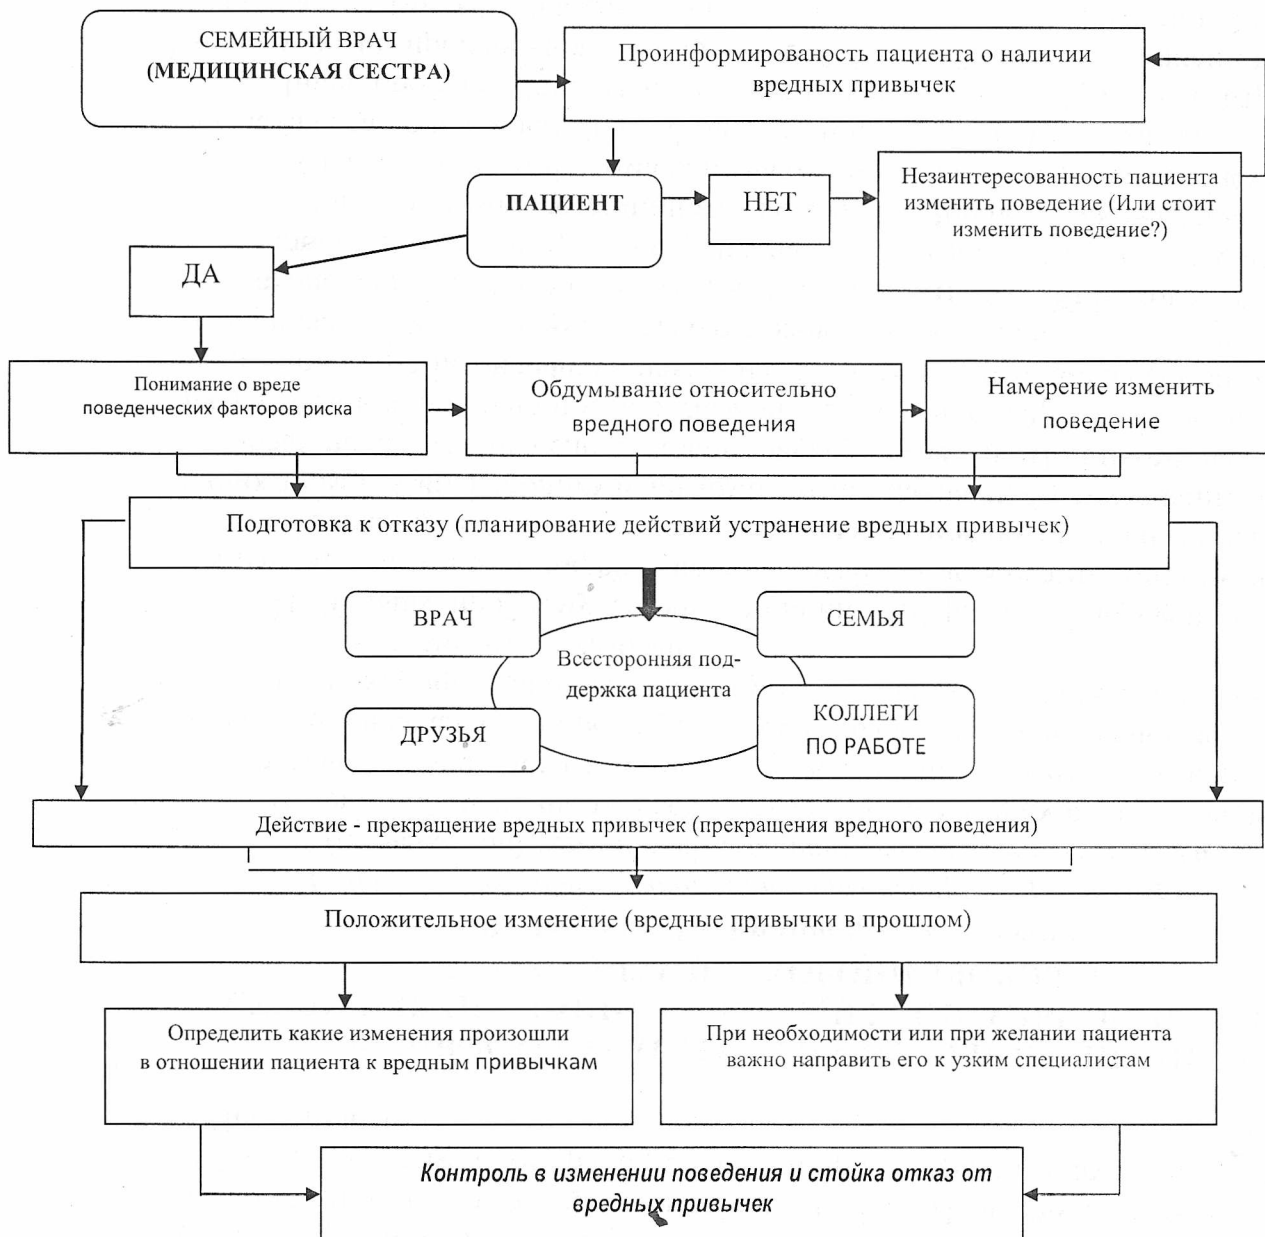 СЕМЕЙНЫЙ ВРАЧ
(МЕДИЦИНСКАЯ СЕСТРА)
Проинформированость пациента о наличии
вредных привычек
ПАЦИЕНТ
НЕТ
Незаинтересованность пациента
изменить поведение (Или стоит
изменить поведение?)
ДА
Понимание о вреде
поведенческих факторов риска
Обдумывание относительно
вредного поведения
Намерение изменить
поведение
Подготовка к отказу (планирование действий устранение вредных привычек)
ВРАЧ
СЕМЬЯ
Всесторонняя под-
держка пациента
ДРУЗЬЯ
КОЛЛЕГИ
ПО РАБОТЕ
Действие - прекращение вредных привычек (прекращения вредного поведения)
Положительное изменение (вредные привычки в прошлом)
Определить какие изменения произошли
в отношении пациента к вредным привычкам
При необходимости или при желании пациента
важно направить его к узким специалистам
Контроль в изменении поведения и стойка отказ от
вредных привычек